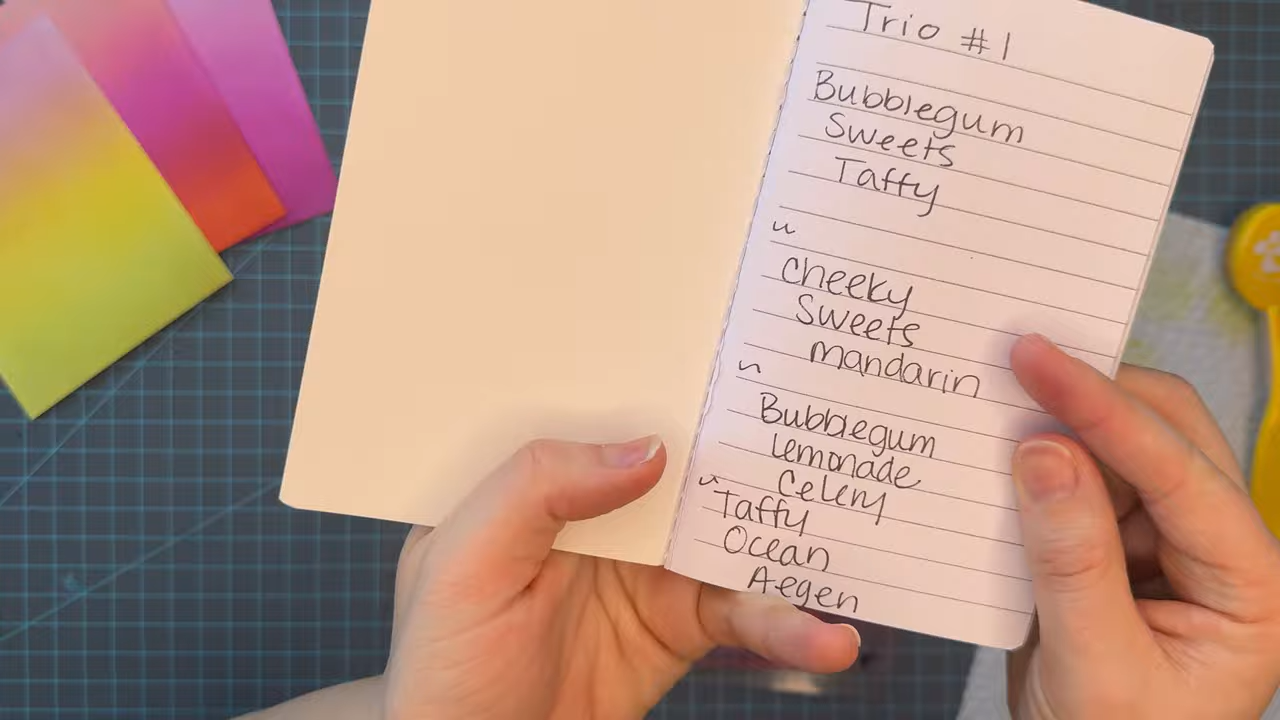 Trio #1
Bubblegum
Sweets
Taffy
Cheeky
Sweets
Mandarin
Bubblegum
Lemonade
Celery
Taffy
Ocean
Aegen